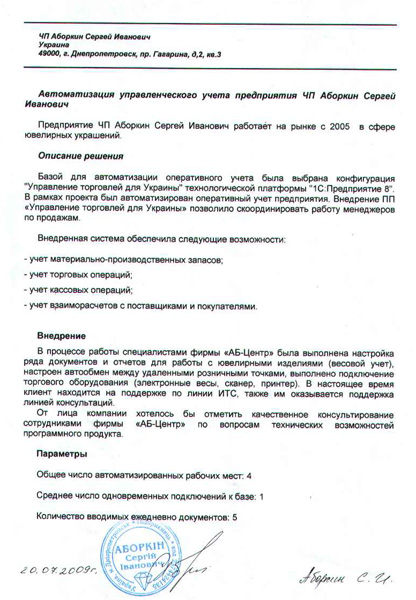 ЧП Аборкин Сергей Иванович
Украина
49000, г. Днепропетровск, пр. Гагарина, д,2, кв.3
Автоматизация управленческого учета предприятия ЧП Аборкин Сергей
Иванович
Предприятие ЧП Аборкин Сергей Иванович работает на рынке с 2005 в сфере
ювелирных украшений.
Описание решения
Базой для автоматизации оперативного учета была выбрана конфигурация
"Управление торговлей для Украины" технологической платформы "1С:Предприятие 8".
В рамках проекта был автоматизирован оперативный учет предприятия. Внедрение ПП
«Управление торговлей для Украины» позволило скоординировать работу менеджеров
по продажам.
Внедренная система обеспечила следующие возможности:
- учет материально-производственных запасов;
- учет торговых операций;
- учет кассовых операций;
- учет взаиморасчетов с поставщиками и покупателями.
Внедрение
В процессе работы специалистами фирмы «АБ-Центр» была выполнена настройка
ряда документов и отчетов для работы с ювелирными изделиями (весовой учет),
настроен автообмен между удаленными розничными точками, выполнено подключение
торгового оборудования (электронные весы, сканер, принтер). В настоящее время
клиент находится на поддержке по линии ИТС, также им оказывается поддержка
линией консультаций.
От лица компании хотелось бы отметить качественное консультирование
сотрудниками фирмы «АБ-Центр» по вопросам технических возможностей
программного продукта.
Параметры
Общее число автоматизированных рабочих мест: 4
Среднее число одновременных подключений к базе: 1
Количество вводимых ежедневно документов: 5
АБОРКІН
Сергій
Іванович
20.07.2009г.
Аборкин С. И.